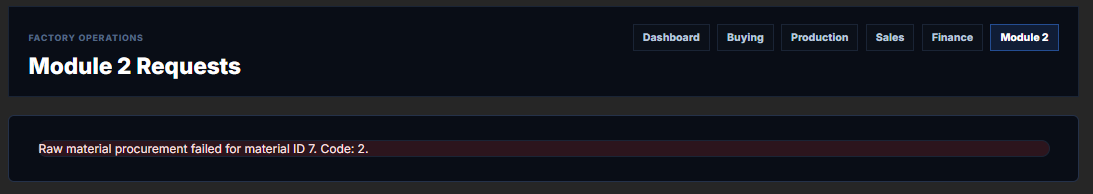 FACTORY OPERATIONS
Module 2 Requests
Dashboard
Buying
Production
Sales
Finance
Module 2
Raw material procurement failed for material ID 7. Code: 2.